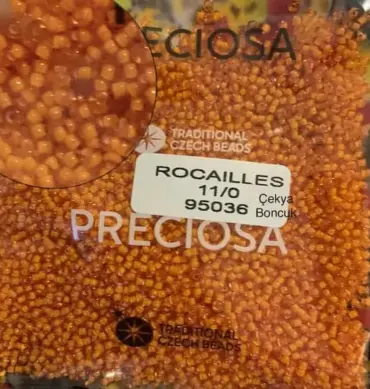 PRECIOSA
TRADITIONAL
CZECH BEADS
ROCAILLES
11/0
95036
Çekya
Boncuk
PRECIOSA
TRADITIONAL
CZECH BEADS